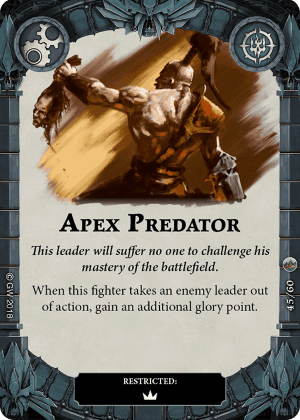 Apex Predator
This leader will suffer no one to challenge his
mastery of the battlefield.
When this fighter takes an enemy leader out
of action, gain an additional glory point.
RESTRICTED:
© GW 2018
45/60